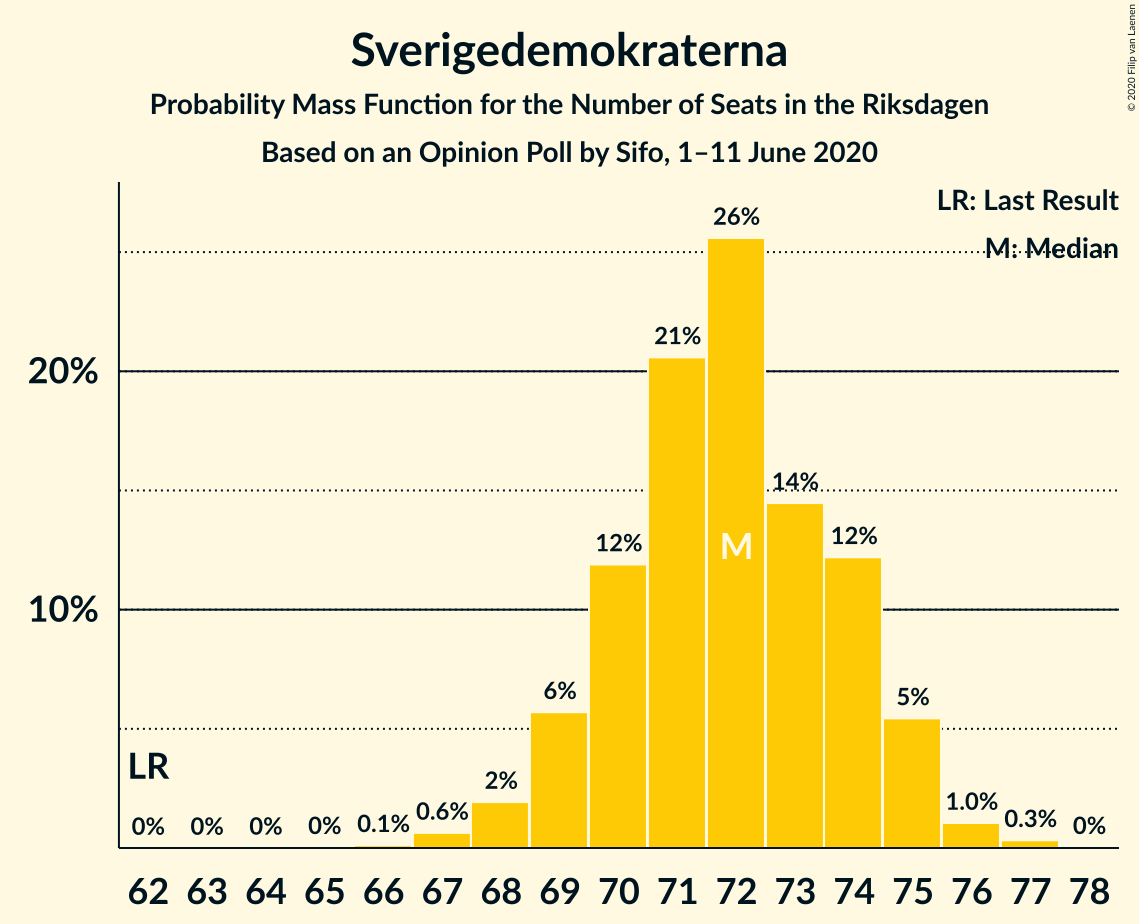 Sverigedemokraterna
Probability Mass Function for the Number of Seats in the Riksdagen
Based on an Opinion Poll by Sifo, 1–11 June 2020
© 2020 Filip van Laenen
LR: Last Result
M: Median
20%
10%
LR
M
0% 0% 0% 0% 0.1% 0.6% 2% 6% 12% 21% 26% 14% 12% 5% 1.0% 0.3% 0%
62 63 64 65 66 67 68 69 70 71 72 73 74 75 76 77 78